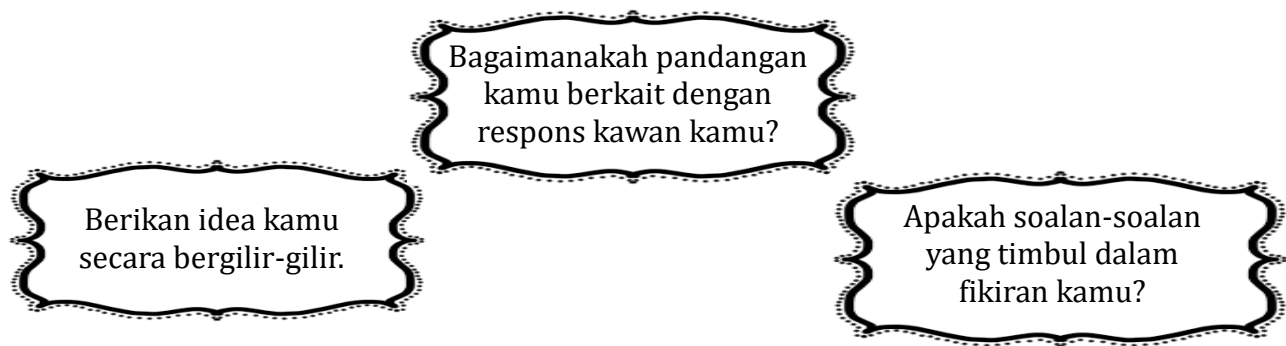 Bagaimanakah pandangan
kamu berkait dengan
respons kawan kamu?
Berikan idea kamu
secara bergilir-gilir.
Apakah soalan-soalan
yang timbul dalam
fikiran kamu?